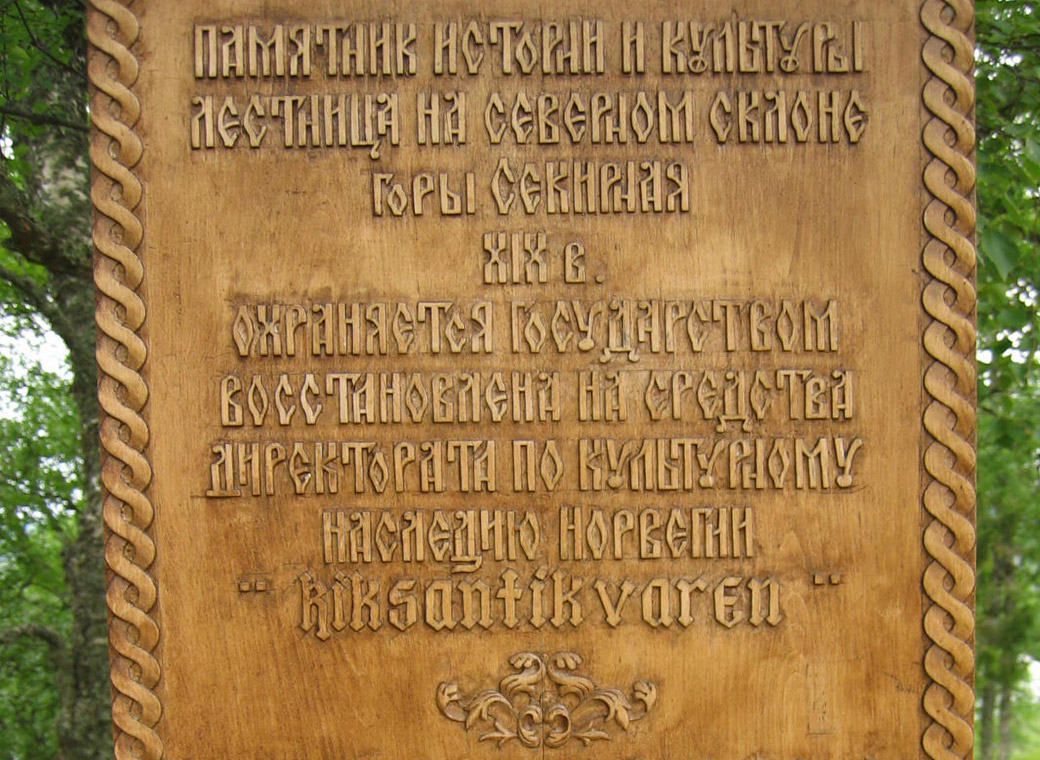 ПАМЯТНИК ИСТОРИИ И КУЛЬТУРЫ
ЛЕСТНИЦА НА СЕВЕРНОМ СКЛОНЕ
ГОРЫ СЕКИРНАЯ
XIX в.
ОХРАНЯЕТСЯ ГОСУДАРСТВОМ
ВОССТАНОВЛЕНА НА СРЕДСТВА
ДИРЕКТОРАТА ПО КУЛЬТУРНОМУ
НАСЛЕДИЮ НОРВЕГИИ
"Riksantikvaren"